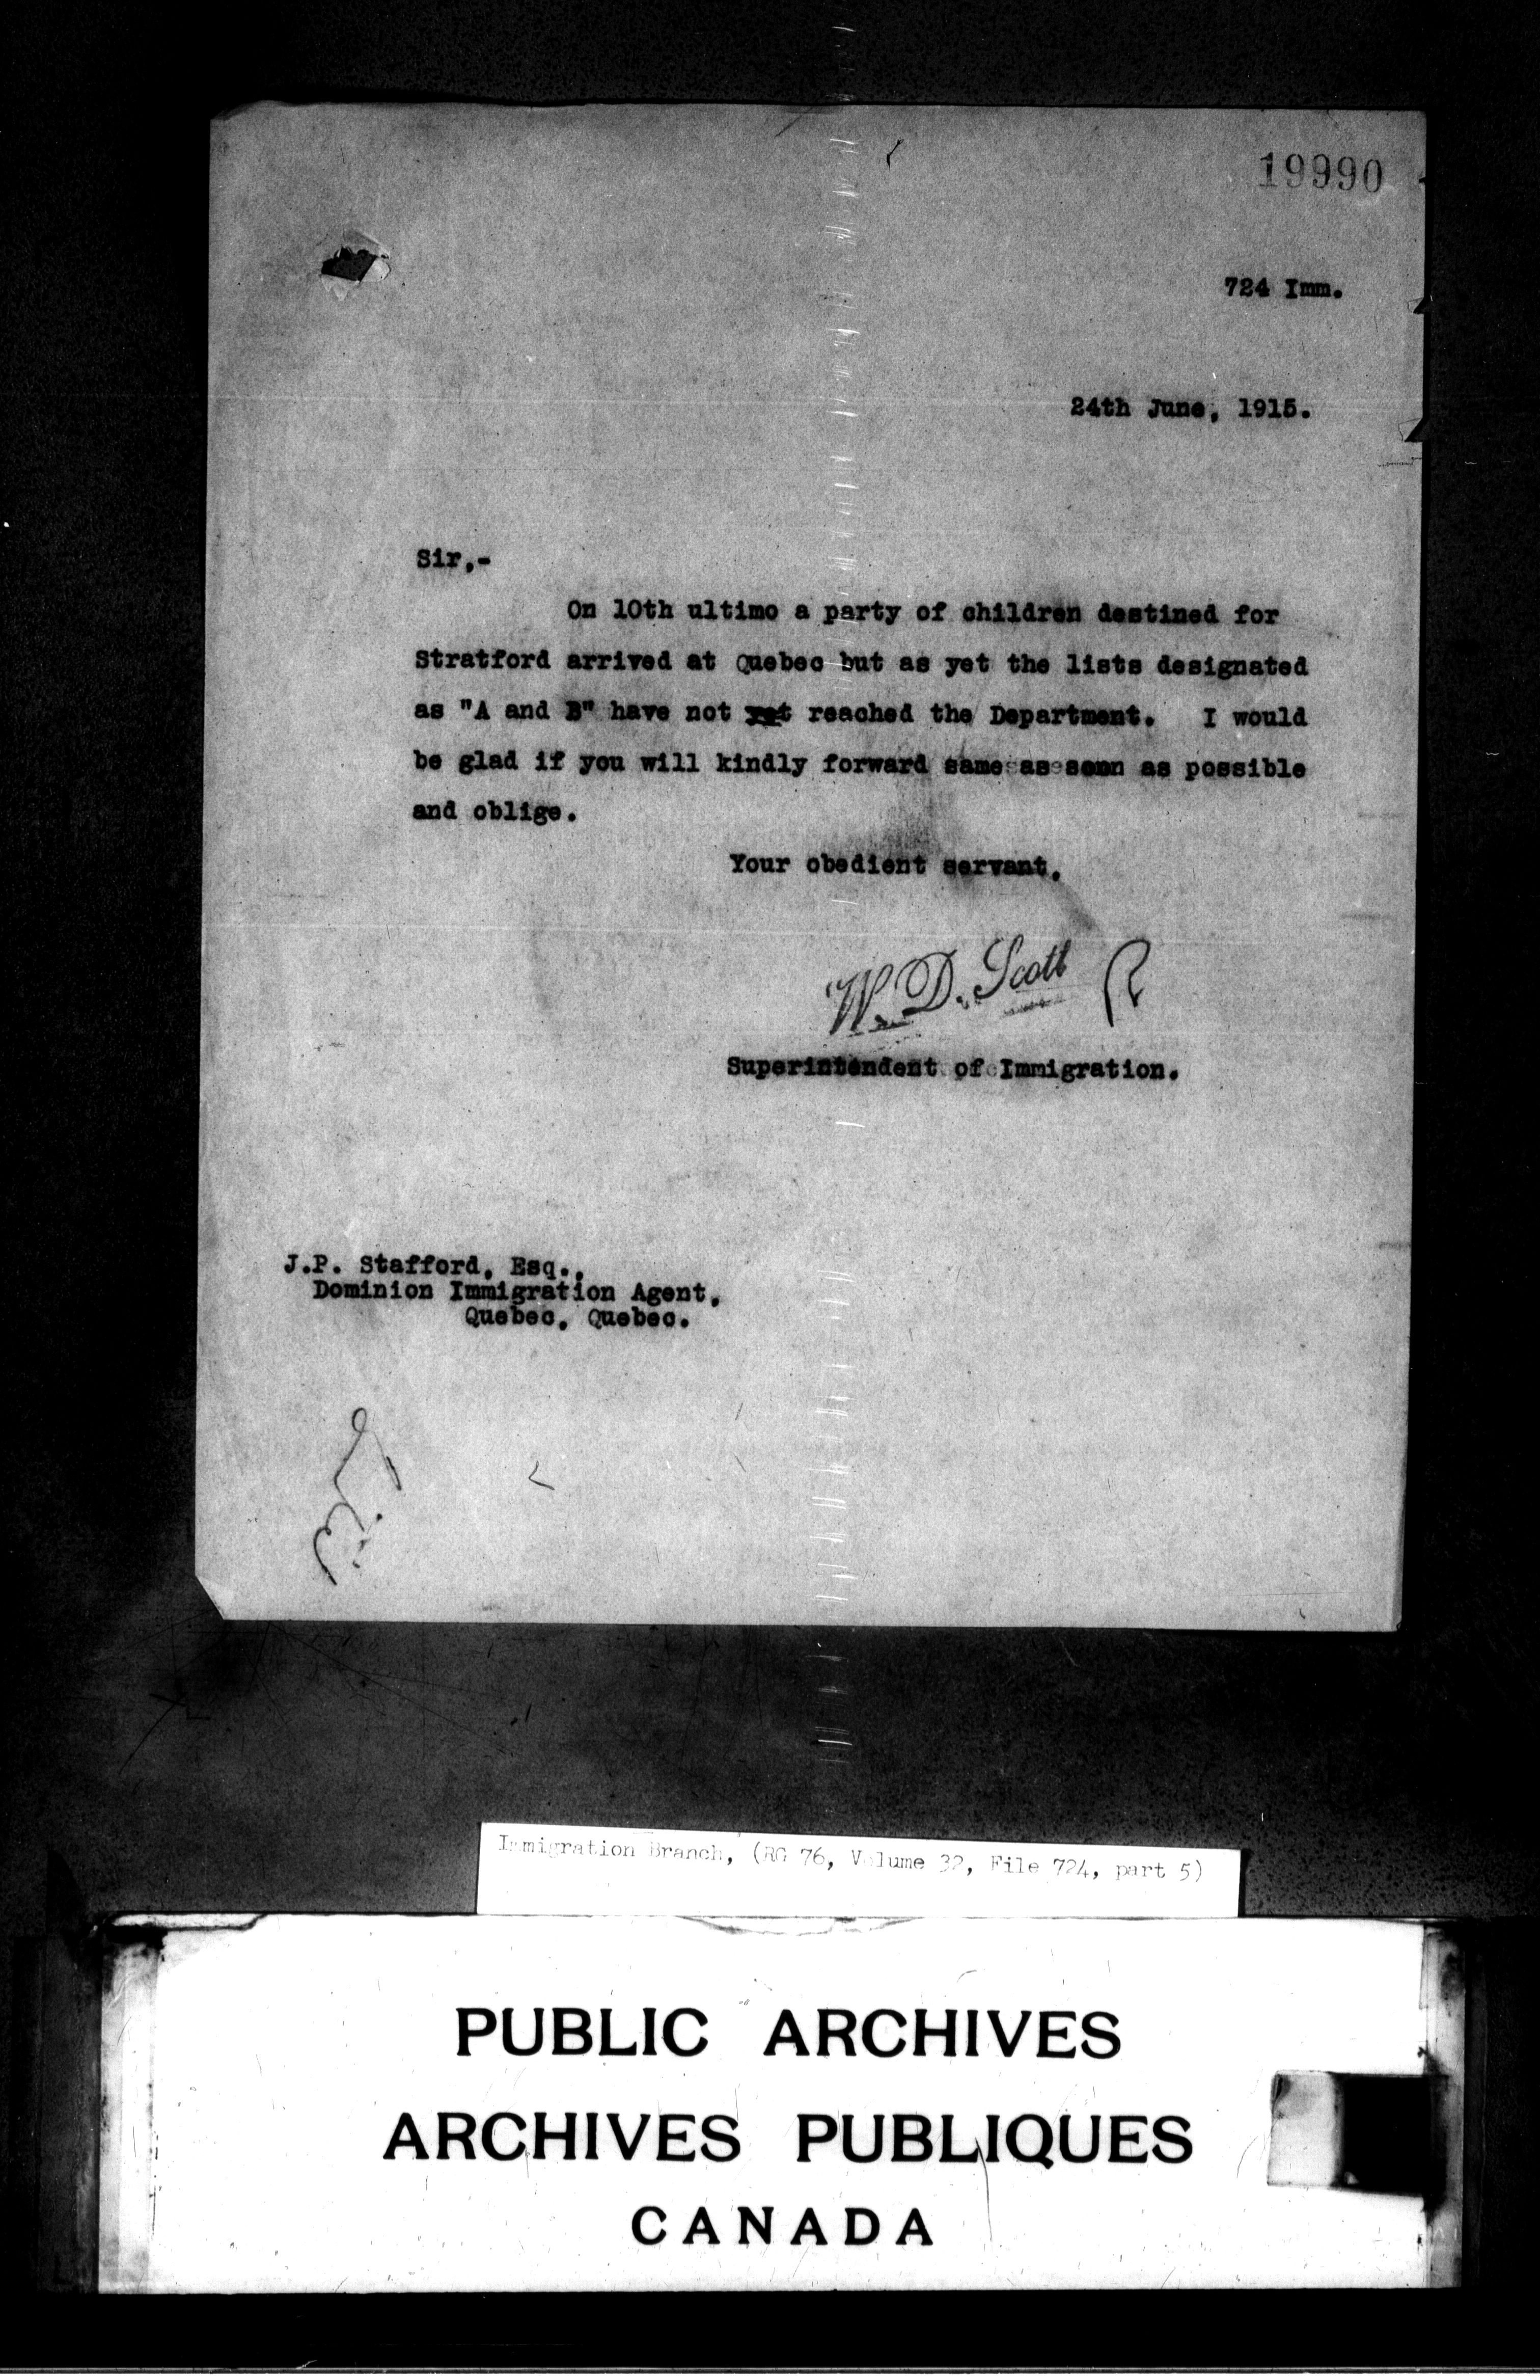 19990
724 Imm.
24th June, 1915.
Sir,-
On 10th ultimo a party of children destined for
Stratford arrived at Quebec but as yet the lists designated
as "A and B" have not yet reached the Department. I would
be glad if you will kindly forward same as soon as possible
and oblige.
Your obedient servant,
W. D. Scott
Superintendent of Immigration.
J.P. Stafford, Esq.,
Dominion Immigration Agent,
Quebec, Quebec.
Immigration Branch, (RG 76, Volume 32, File 724, part 5)
PUBLIC ARCHIVES
ARCHIVES PUBLIQUES
CANADA